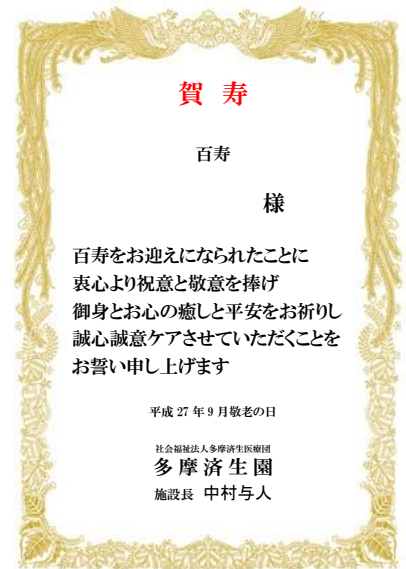 賀 寿
百寿
様
百寿をお迎えになられたことに
衷心より祝意と敬意を捧げ
御身とお心の癒しと平安をお祈りし
誠心誠意ケアさせていただくことを
お誓い申し上げます
平成 27 年 9 月敬老の日
社会福祉法人多摩済生医療団
多 摩 済 生 園
施設長 中村与人